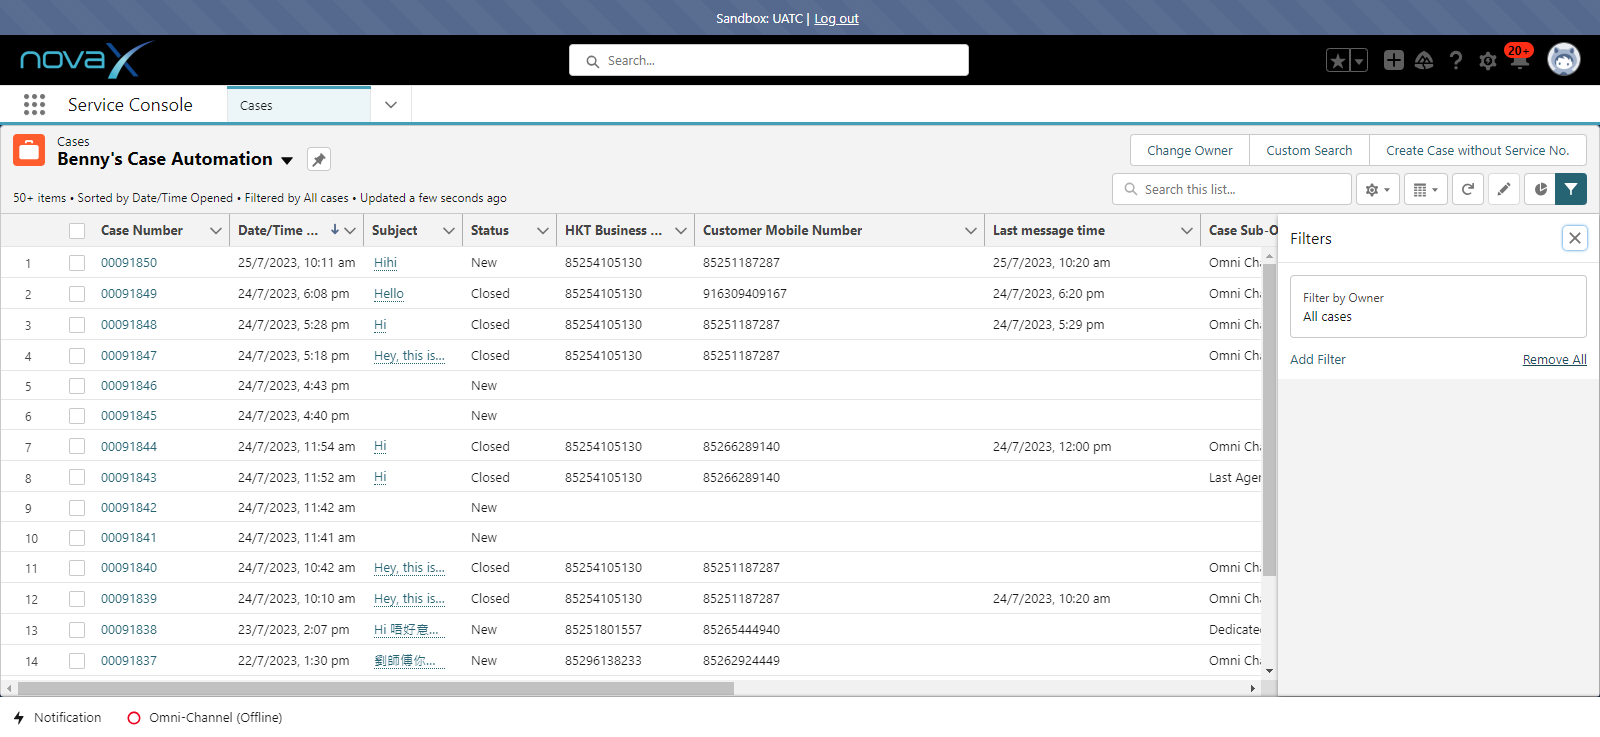 Sandbox: UATC | Log out
novaX
Search...
20+
Service Console
Cases
Cases
Benny's Case Automation
Change Owner
Custom Search
Create Case without Service No.
50+ items • Sorted by Date/Time Opened • Filtered by All cases • Updated a few seconds ago
Search this list...
Case Number Date/Time ... Subject Status HKT Business ... Customer Mobile Number Last message time Case Sub-O
1 00091850 25/7/2023, 10:11 am Hihi New 85254105130 85251187287 25/7/2023, 10:20 am Omni Cha
2 00091849 24/7/2023, 6:08 pm Hello Closed 85254105130 916309409167 24/7/2023, 6:20 pm Omni Cha
3 00091848 24/7/2023, 5:28 pm Hi Closed 85254105130 85251187287 24/7/2023, 5:29 pm Omni Cha
4 00091847 24/7/2023, 5:18 pm Hey, this is... Closed 85254105130 85251187287 Omni Cha
5 00091846 24/7/2023, 4:43 pm New
6 00091845 24/7/2023, 4:40 pm New
7 00091844 24/7/2023, 11:54 am Hi Closed 85254105130 85266289140 24/7/2023, 12:00 pm Omni Cha
8 00091843 24/7/2023, 11:52 am Hi Closed 85254105130 85266289140 Last Ager
9 00091842 24/7/2023, 11:42 am New
10 00091841 24/7/2023, 11:41 am New
11 00091840 24/7/2023, 10:42 am Hey, this is... Closed 85254105130 85251187287 Omni Cha
12 00091839 24/7/2023, 10:10 am Hey, this is... Closed 85254105130 85251187287 24/7/2023, 10:20 am Omni Cha
13 00091838 23/7/2023, 2:07 pm Hi 唔好意... New 85251801557 85265444940 Dedicated
14 00091837 22/7/2023, 1:30 pm 劉師傅你... New 85296138233 85262924449 Omni Cha
Filters
Filter by Owner
All cases
Add Filter
Remove All
Notification
Omni-Channel (Offline)